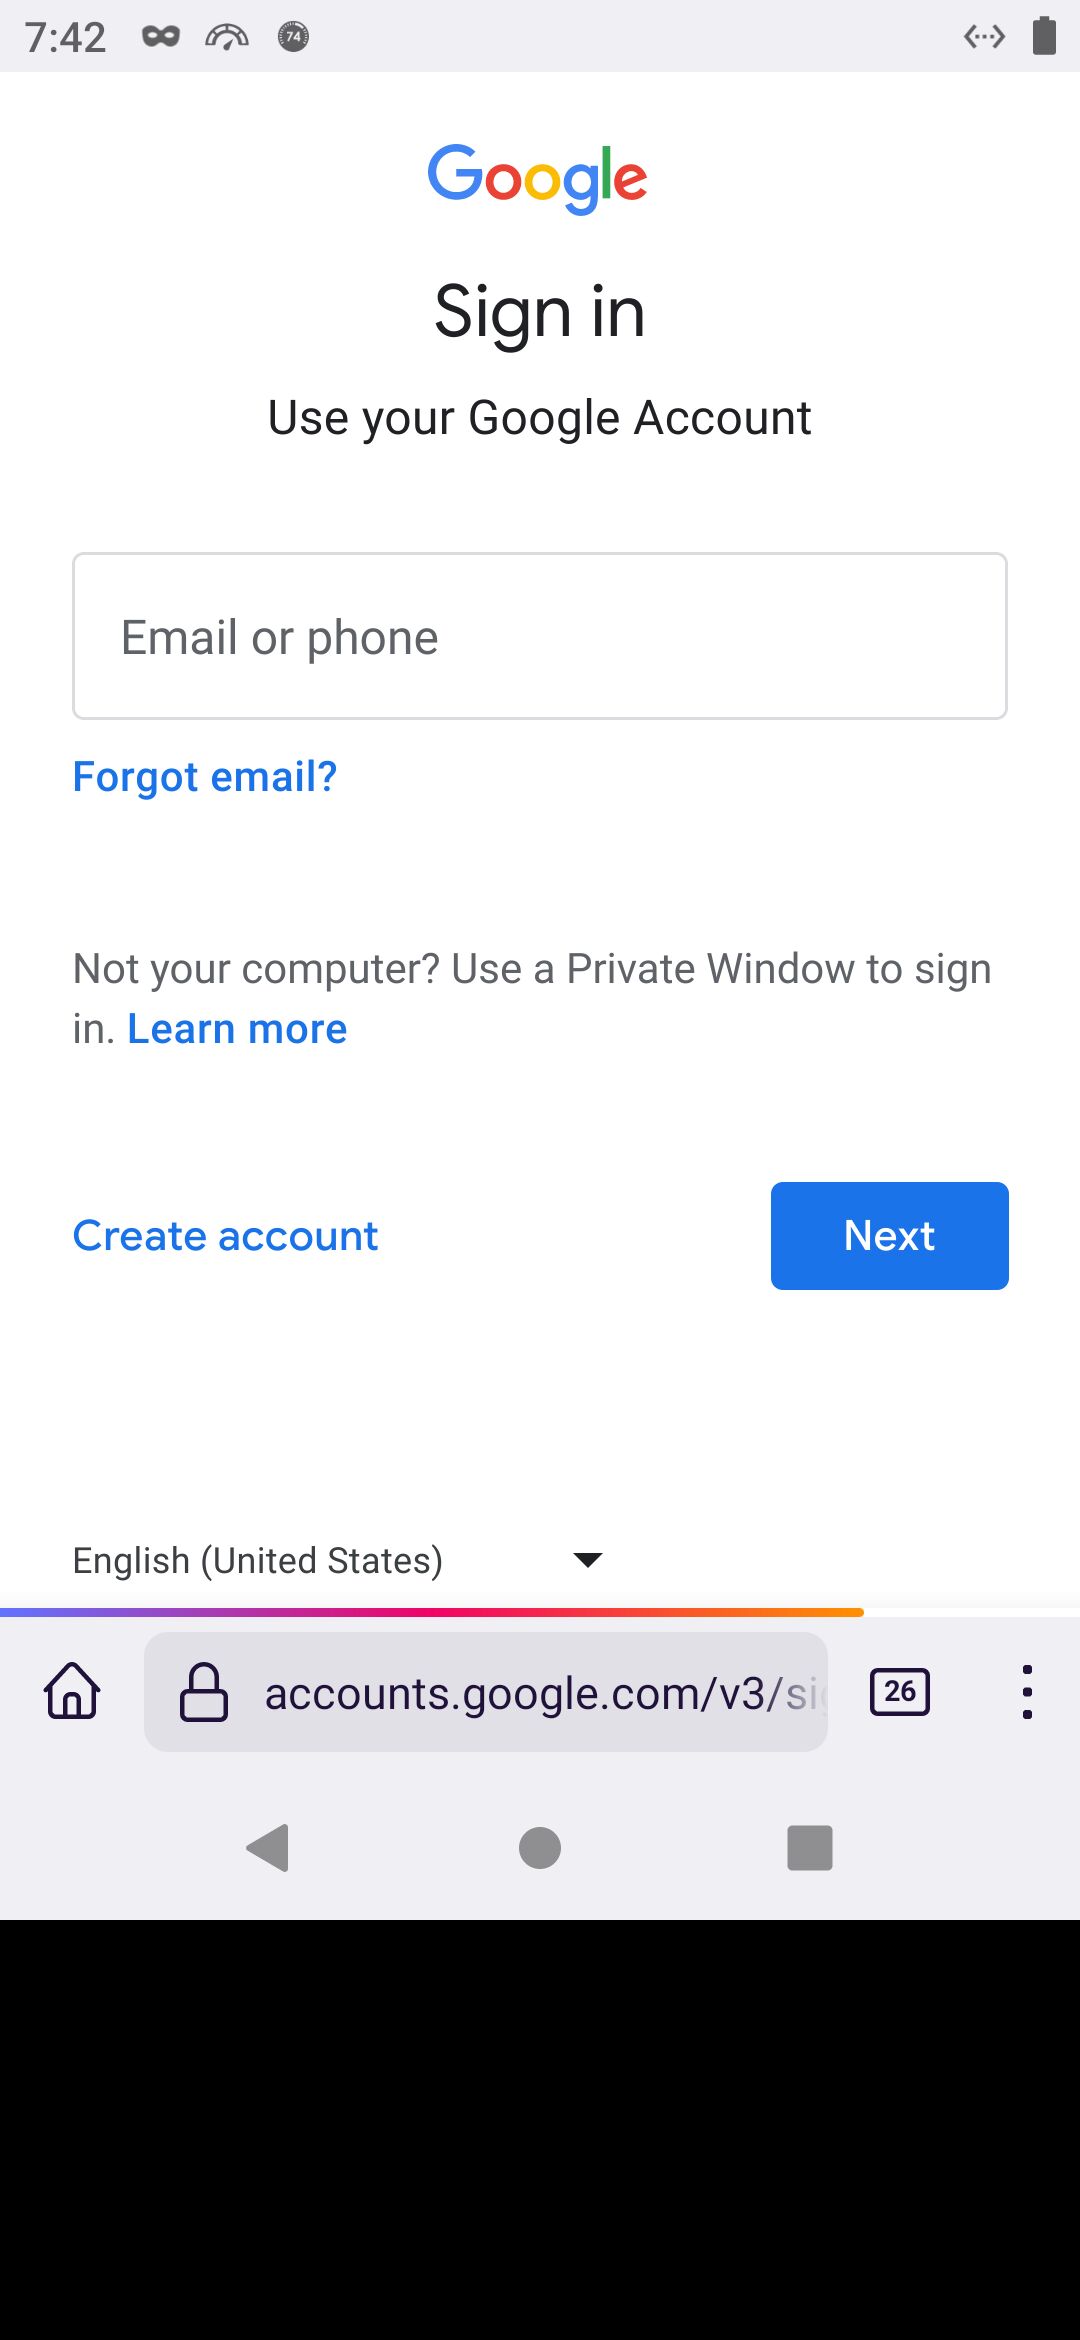 7:42
74
Google
Sign in
Use your Google Account
Email or phone
Forgot email?
Not your computer? Use a Private Window to sign
in. Learn more
Create account
Next
English (United States)
accounts.google.com/v3/sig
26